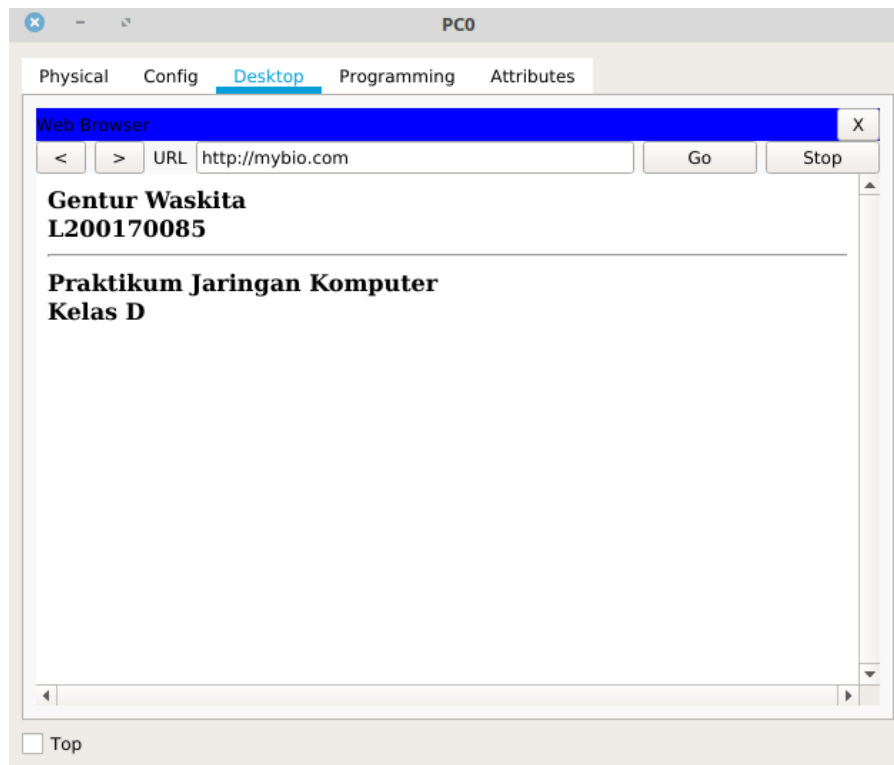 PC0
Physical Config Desktop Programming Attributes
Web Browser X
< > URL http://mybio.com Go Stop
Gentur Waskita
L200170085
Praktikum Jaringan Komputer
Kelas D
Top